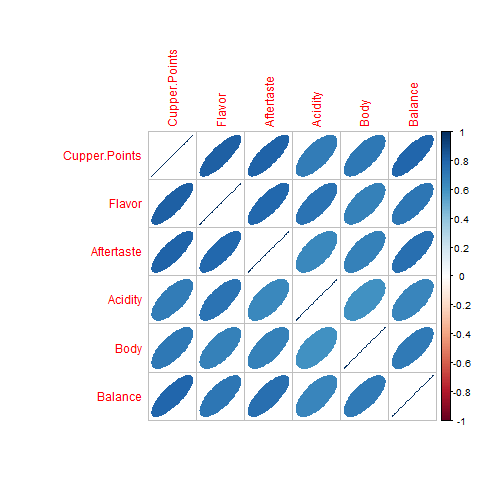 Cupper.Points
Flavor
Aftertaste
Acidity
Body
Balance
Cupper.Points
Flavor
Aftertaste
Acidity
Body
Balance
1
0.8
0.6
0.4
0.2
0
-0.2
-0.4
-0.6
-0.8
-1